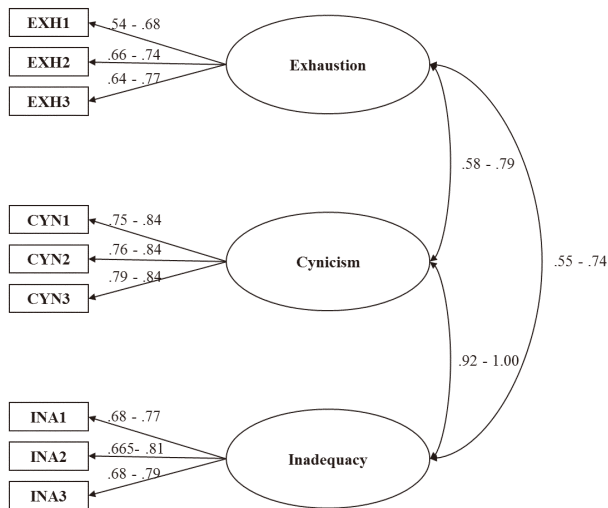 EXH1
.54 - .68
EXH2
.66 - .74
.64 - .77
EXH3
Exhaustion
.58 - .79
CYN1
.75 - .84
CYN2
.76 - .84
.79 - .84
CYN3
Cynicism
.55 - .74
.92 - 1.00
INA1
.68 - .77
INA2
.665- .81
.68 - .79
INA3
Inadequacy